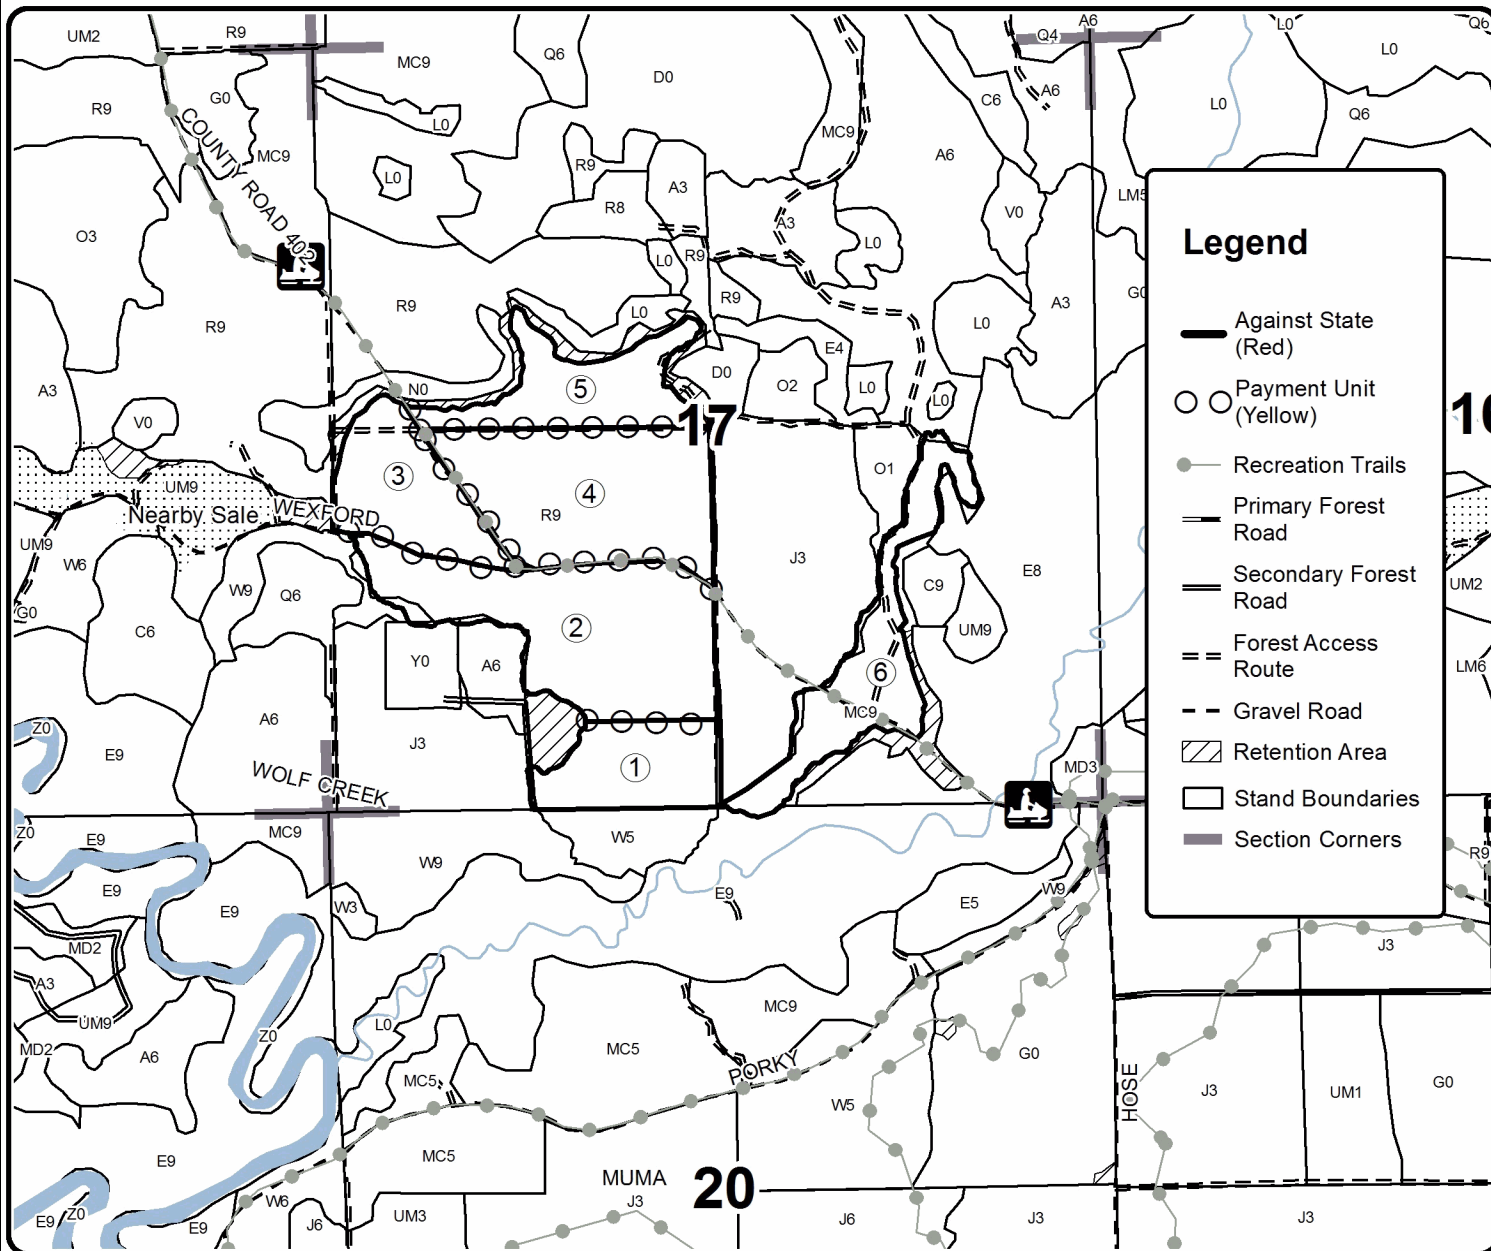 UM2
R9
MC9
Q6
D0
A6
Q4
L0
Q6
L0
R9
G0
L0
C6
A6
L0
Q6
COUNTY ROAD 402
MC9
MC9
R9
A6
L0
A3
R8
LM5
V0
O3
A3
L0
L0
R9
R9
G0
A3
R9
R9
L0
L0
E4
D0
O2
L0
L0
A3
N0
5
V0
17
16
O1
3
4
UM9
Nearby Sale
WEXFORD
R9
UM9
J3
W6
W9
Q6
E8
C9
UM2
G0
C6
2
UM9
Y0
A6
6
LM6
A6
MC9
Z0
E9
J3
1
MD3
WOLF CREEK
Z0
E9
MC9
W5
W9
R9
E9
E9
W3
E9
E5
W9
MD2
J3
A3
UM9
Z0
L0
MC9
MD2
A6
MC5
G0
PORKY
MC5
HOSE
J3
UM1
G0
W5
E9
MC5
MUMA
20
W6
J3
E9
Z0
E9
J6
UM3
J6
J3
J3
Legend
Against State
(Red)
Payment Unit
(Yellow)
Recreation Trails
Primary Forest
Road
Secondary Forest
Road
Forest Access
Route
Gravel Road
Retention Area
Stand Boundaries
Section Corners